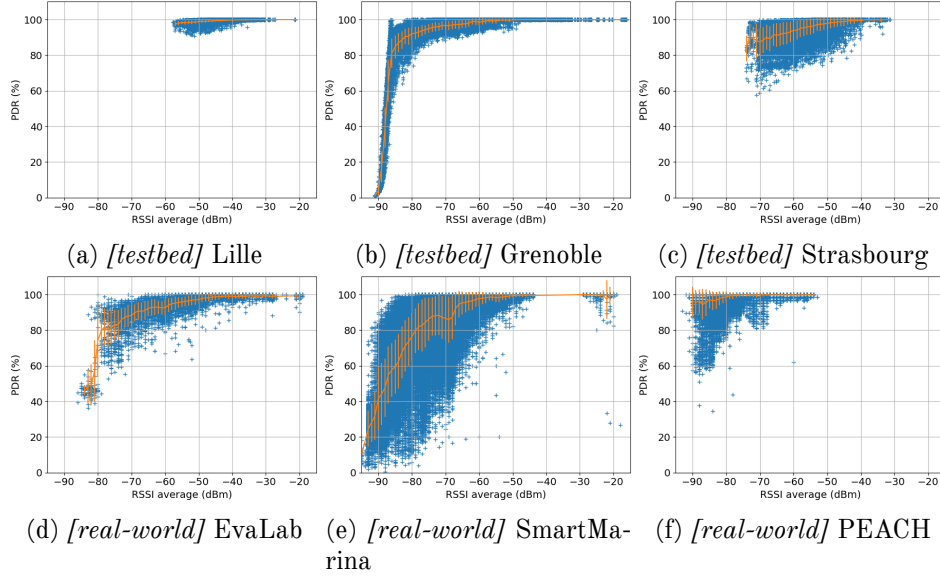 100
80
60
40
20
0
PDR (%)
−90 −80 −70 −60 −50 −40 −30 −20
RSSI average (dBm)
(a) [testbed] Lille
100
80
60
40
20
0
PDR (%)
−90 −80 −70 −60 −50 −40 −30 −20
RSSI average (dBm)
(b) [testbed] Grenoble
100
80
60
40
20
0
PDR (%)
−90 −80 −70 −60 −50 −40 −30 −20
RSSI average (dBm)
(c) [testbed] Strasbourg
100
80
60
40
20
0
PDR (%)
−90 −80 −70 −60 −50 −40 −30 −20
RSSI average (dBm)
(d) [real-world] EvaLab
100
80
60
40
20
0
PDR (%)
−90 −80 −70 −60 −50 −40 −30 −20
RSSI average (dBm)
(e) [real-world] SmartMa-
rina
100
80
60
40
20
0
PDR (%)
−90 −80 −70 −60 −50 −40 −30 −20
RSSI average (dBm)
(f) [real-world] PEACH